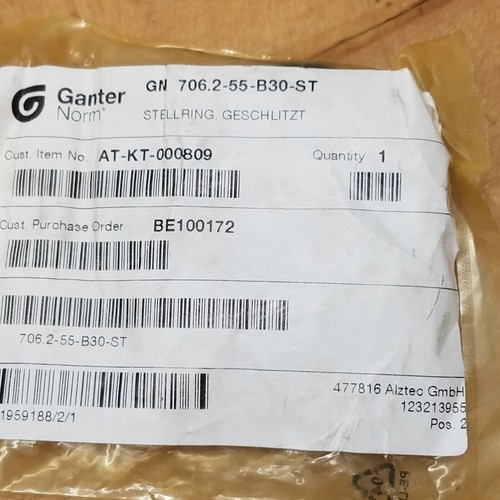 Ganter
Norm®
GN 706.2-55-B30-ST
STELLRING, GESCHLITZT
Cust. Item No. AT-KT-000809
Quantity 1
Cust. Purchase Order BE100172
706.2-55-B30-ST
1959188/2/1
477816 Alztec GmbH
123213955
Pos. 2